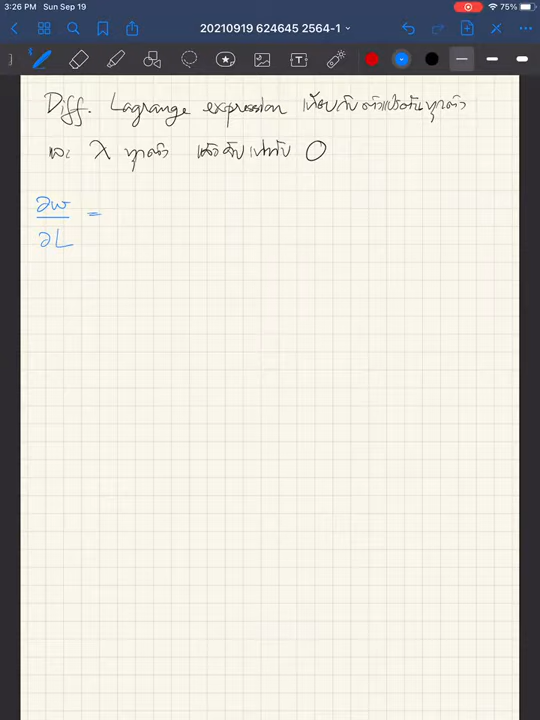 3:26 PM Sun Sep 19
75%
20210919 624645 2564-1
Diff. Lagrange expression เทียบกับตัวแปรต้นทุกตัว
และ λ ทุกตัว แล้วจับเท่ากับ 0
∂w
=
∂L